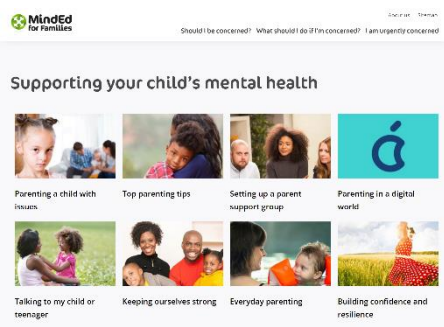 MindEd
for Families
Should I be concerned? What should I do if I'm concerned? I am urgently concerned
Supporting your child's mental health
Parenting a child with
issues
Top parenting tips
Setting up a parent
support group
Parenting in a digital
world
Talking to my child or
teenager
Keeping ourselves strong
Everyday parenting
Building confidence and
resilience